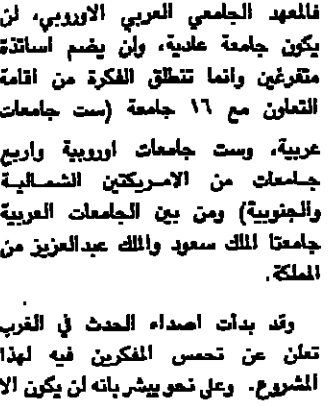 فالمعهد الجامعي العربي الاوروبي، لن
يكون جامعة عادية، ولن يضم اساتذة
متفرغين وانما تنطلق الفكرة من اقامة
التعاون مع ١٦ جامعة (ست جامعات
عربية، وست جامعات اوروبية واربع
جامعات من الامريكتين الشمالية
والجنوبية) ومن بين الجامعات العربية
جامعتا الملك سعود والملك عبدالعزيز من
المملكة.
وقد بدأت اصداء الحدث في الغرب
تعلن عن تحمس المفكرين فيه لهذا
المشروع. وعلى نحو يبشر بانه لن يكون الا